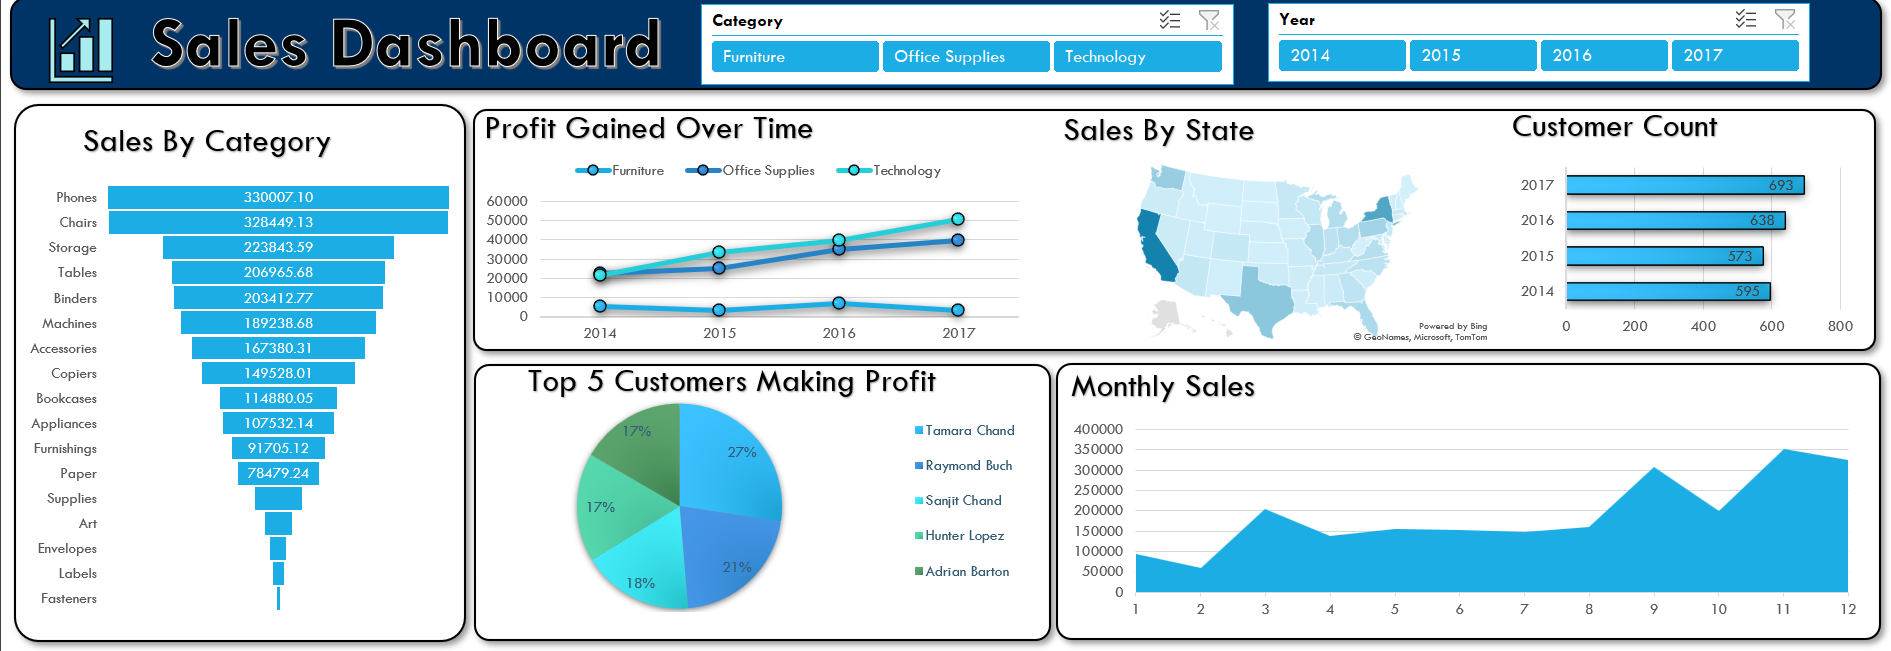 Sales Dashboard
Category
Furniture
Office Supplies
Technology
Year
2014
2015
2016
2017
Sales By Category
Phones 330007.10
Chairs 328449.13
Storage 223843.59
Tables 206965.68
Binders 203412.77
Machines 189238.68
Accessories 167380.31
Copiers 149528.01
Bookcases 114880.05
Appliances 107532.14
Furnishings 91705.12
Paper 78479.24
Supplies
Art
Envelopes
Labels
Fasteners
Profit Gained Over Time
Furniture Office Supplies Technology
60000
50000
40000
30000
20000
10000
0
2014 2015 2016 2017
Sales By State
Powered by Bing
© GeoNames, Microsoft, TomTom
Customer Count
2017 693
2016 638
2015 573
2014 595
0 200 400 600 800
Top 5 Customers Making Profit
27%
21%
18%
17%
17%
Tamara Chand
Raymond Buch
Sanjit Chand
Hunter Lopez
Adrian Barton
Monthly Sales
400000
350000
300000
250000
200000
150000
100000
50000
0
1 2 3 4 5 6 7 8 9 10 11 12